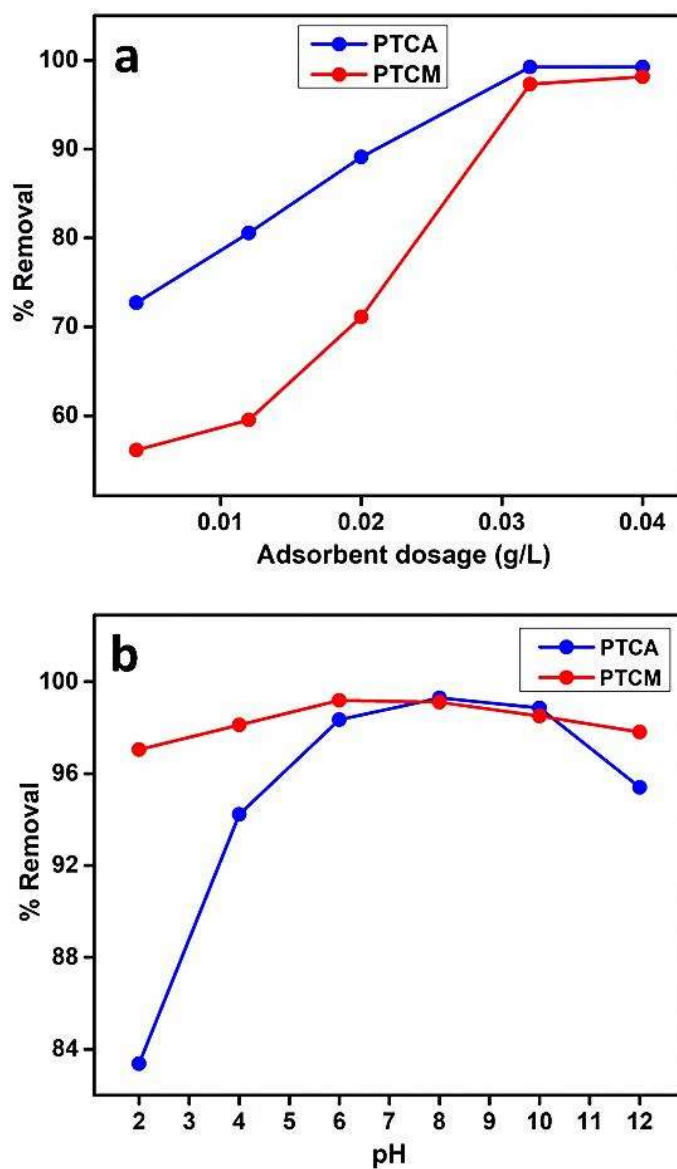 a
PTCA
PTCM
100
90
80
70
60
% Removal
0.01 0.02 0.03 0.04
Adsorbent dosage (g/L)
b
PTCA
PTCM
100
96
92
88
84
% Removal
2 3 4 5 6 7 8 9 10 11 12
pH